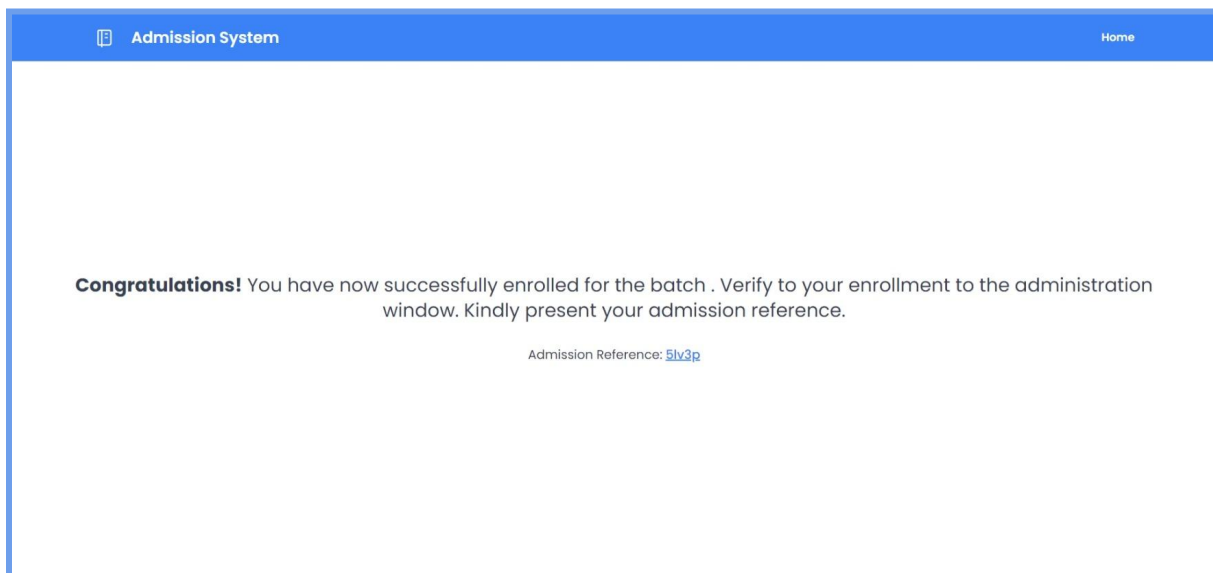 Admission System
Home
Congratulations! You have now successfully enrolled for the batch . Verify to your enrollment to the administration
window. Kindly present your admission reference.
Admission Reference: 5lv3p